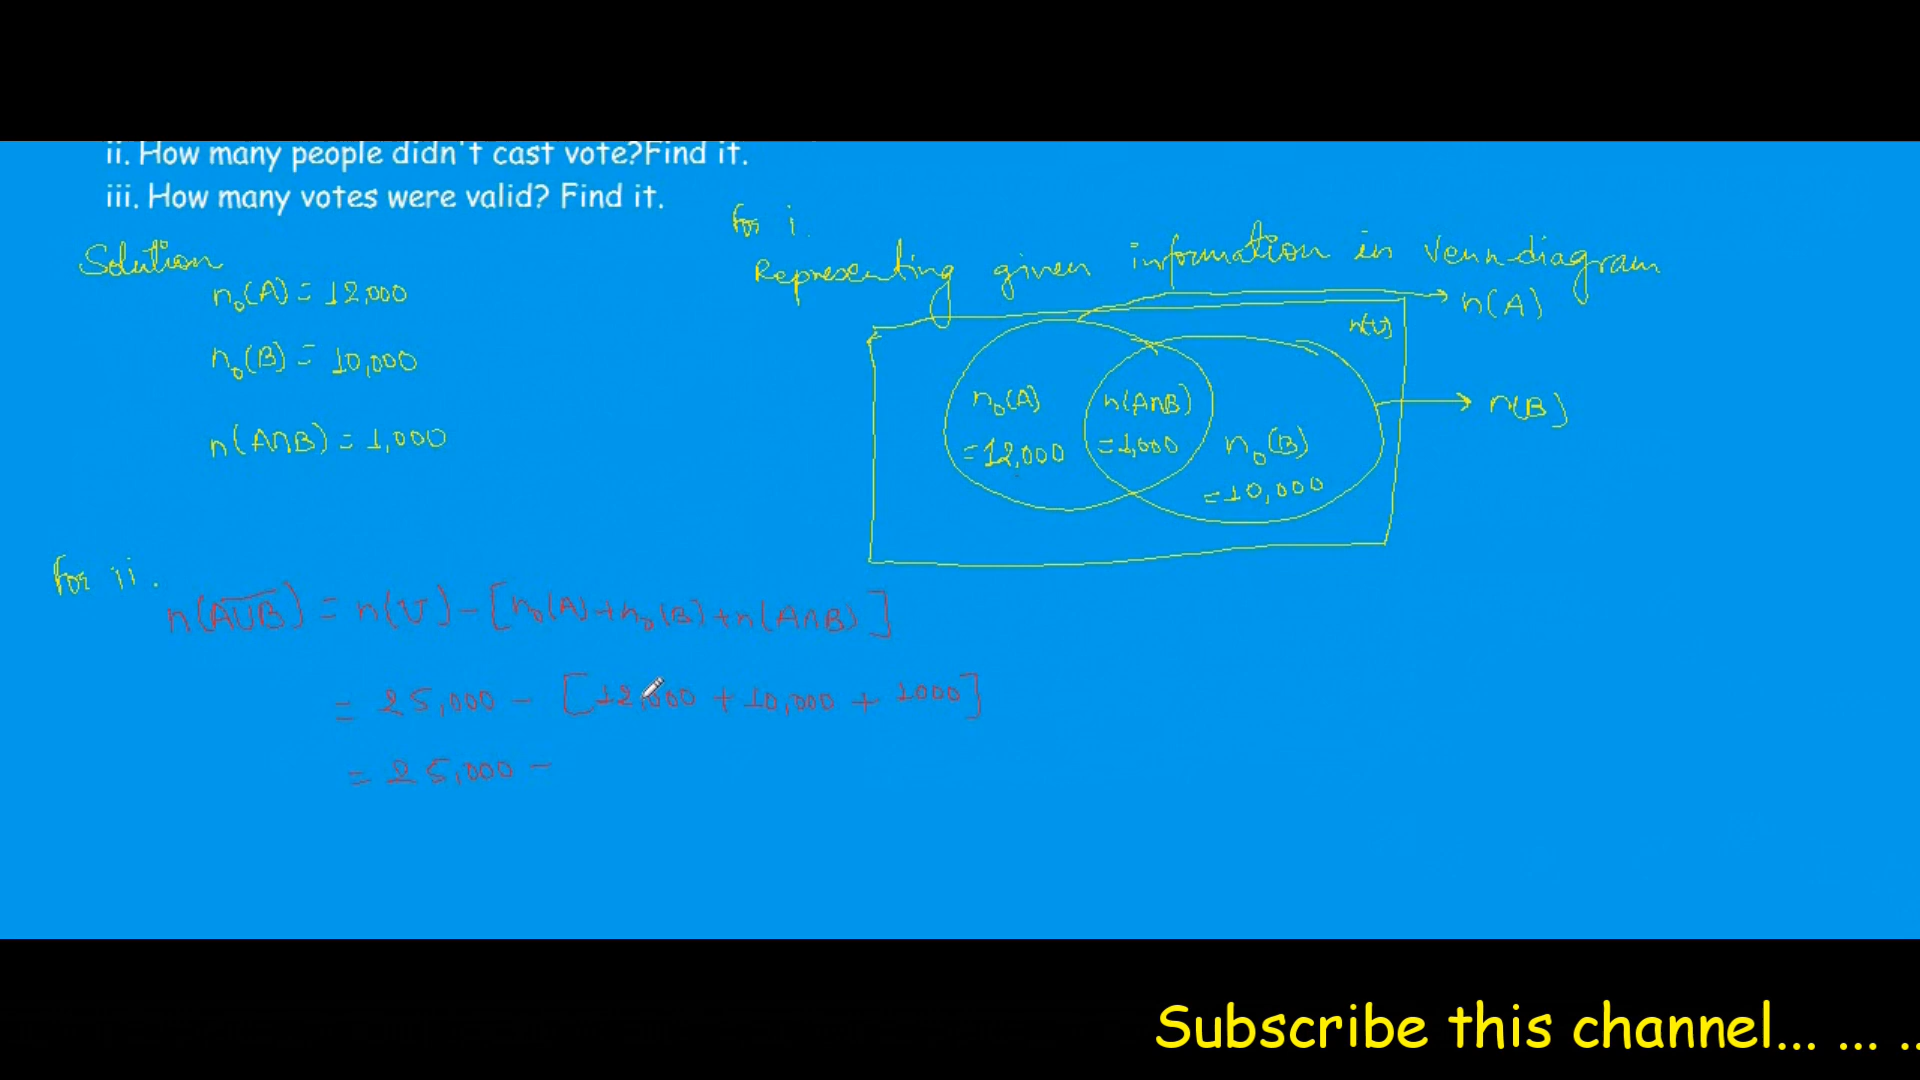 ii. How many people didn't cast vote?Find it.
iii. How many votes were valid? Find it.
for i.
Solution
Representing given information in Venn-diagram
n₀(A) = 12,000
n₀(B) = 10,000
n(A∩B) = 1,000
n(A)
n(U)
n(B)
n₀(A)
=12,000
n(A∩B)
=1,000
n₀(B)
=10,000
for ii.
n(A̅U̅B̅) = n(U) - [n₀(A)+n₀(B)+n(A∩B)]
= 25,000 - [12,000 + 10,000 + 1000]
= 25,000 -
Subscribe this channel... ... ..